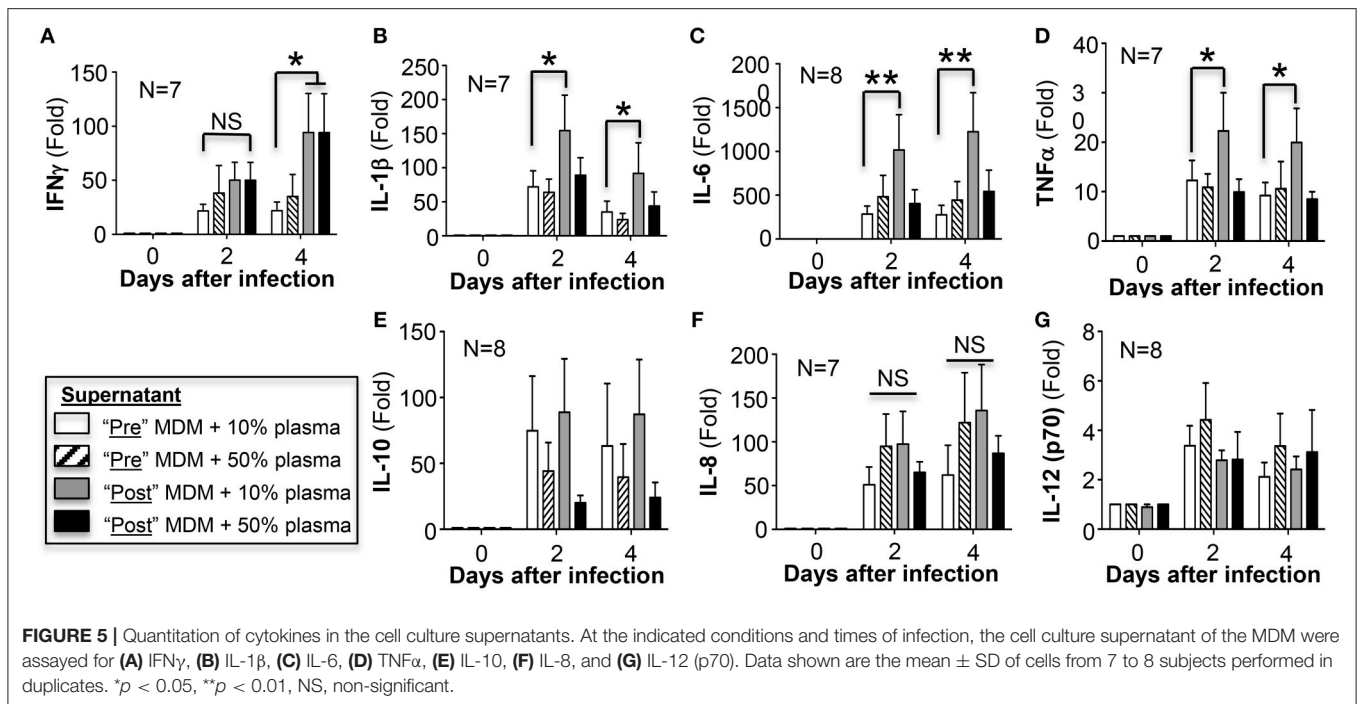 A
IFNγ (Fold)
150
100
50
0
N=7
NS
*
0 2 4
Days after infection
B
IL-1β (Fold)
250
200
150
100
50
0
N=7
*
*
0 2 4
Days after infection
C
IL-6 (Fold)
200
0
1500
1000
500
0
N=8
**
**
0 2 4
Days after infection
D
TNFα (Fold)
40
3
0
20
10
0
N=7
*
*
0 2 4
Days after infection
Supernatant
"Pre" MDM + 10% plasma
"Pre" MDM + 50% plasma
"Post" MDM + 10% plasma
"Post" MDM + 50% plasma
E
IL-10 (Fold)
150
100
50
0
N=8
0 2 4
Days after infection
F
IL-8 (Fold)
200
150
100
50
0
N=7
NS
NS
0 2 4
Days after infection
G
IL-12 (p70) (Fold)
8
6
4
2
0
N=8
0 2 4
Days after infection
FIGURE 5 | Quantitation of cytokines in the cell culture supernatants. At the indicated conditions and times of infection, the cell culture supernatant of the MDM were
assayed for (A) IFNγ, (B) IL-1β, (C) IL-6, (D) TNFα, (E) IL-10, (F) IL-8, and (G) IL-12 (p70). Data shown are the mean ± SD of cells from 7 to 8 subjects performed in
duplicates. *p < 0.05, **p < 0.01, NS, non-significant.